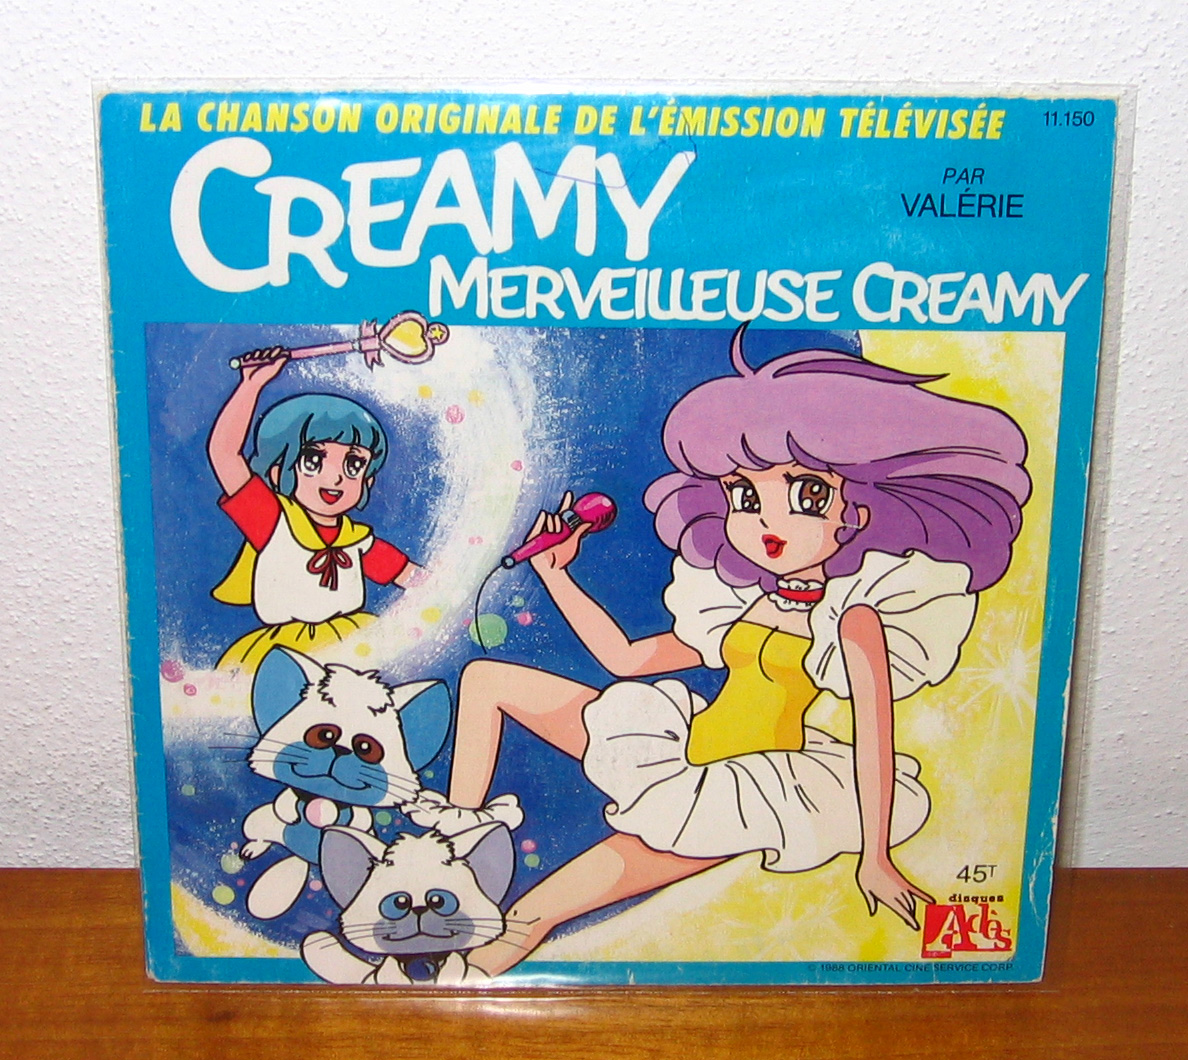 LA CHANSON ORIGINALE DE L'ÉMISSION TÉLÉVISÉE
11.150
CREAMY
PAR
VALÉRIE
MERVEILLEUSE CREAMY
45T
disques
Adès
© 1988 ORIENTAL CINE SERVICE CORP.